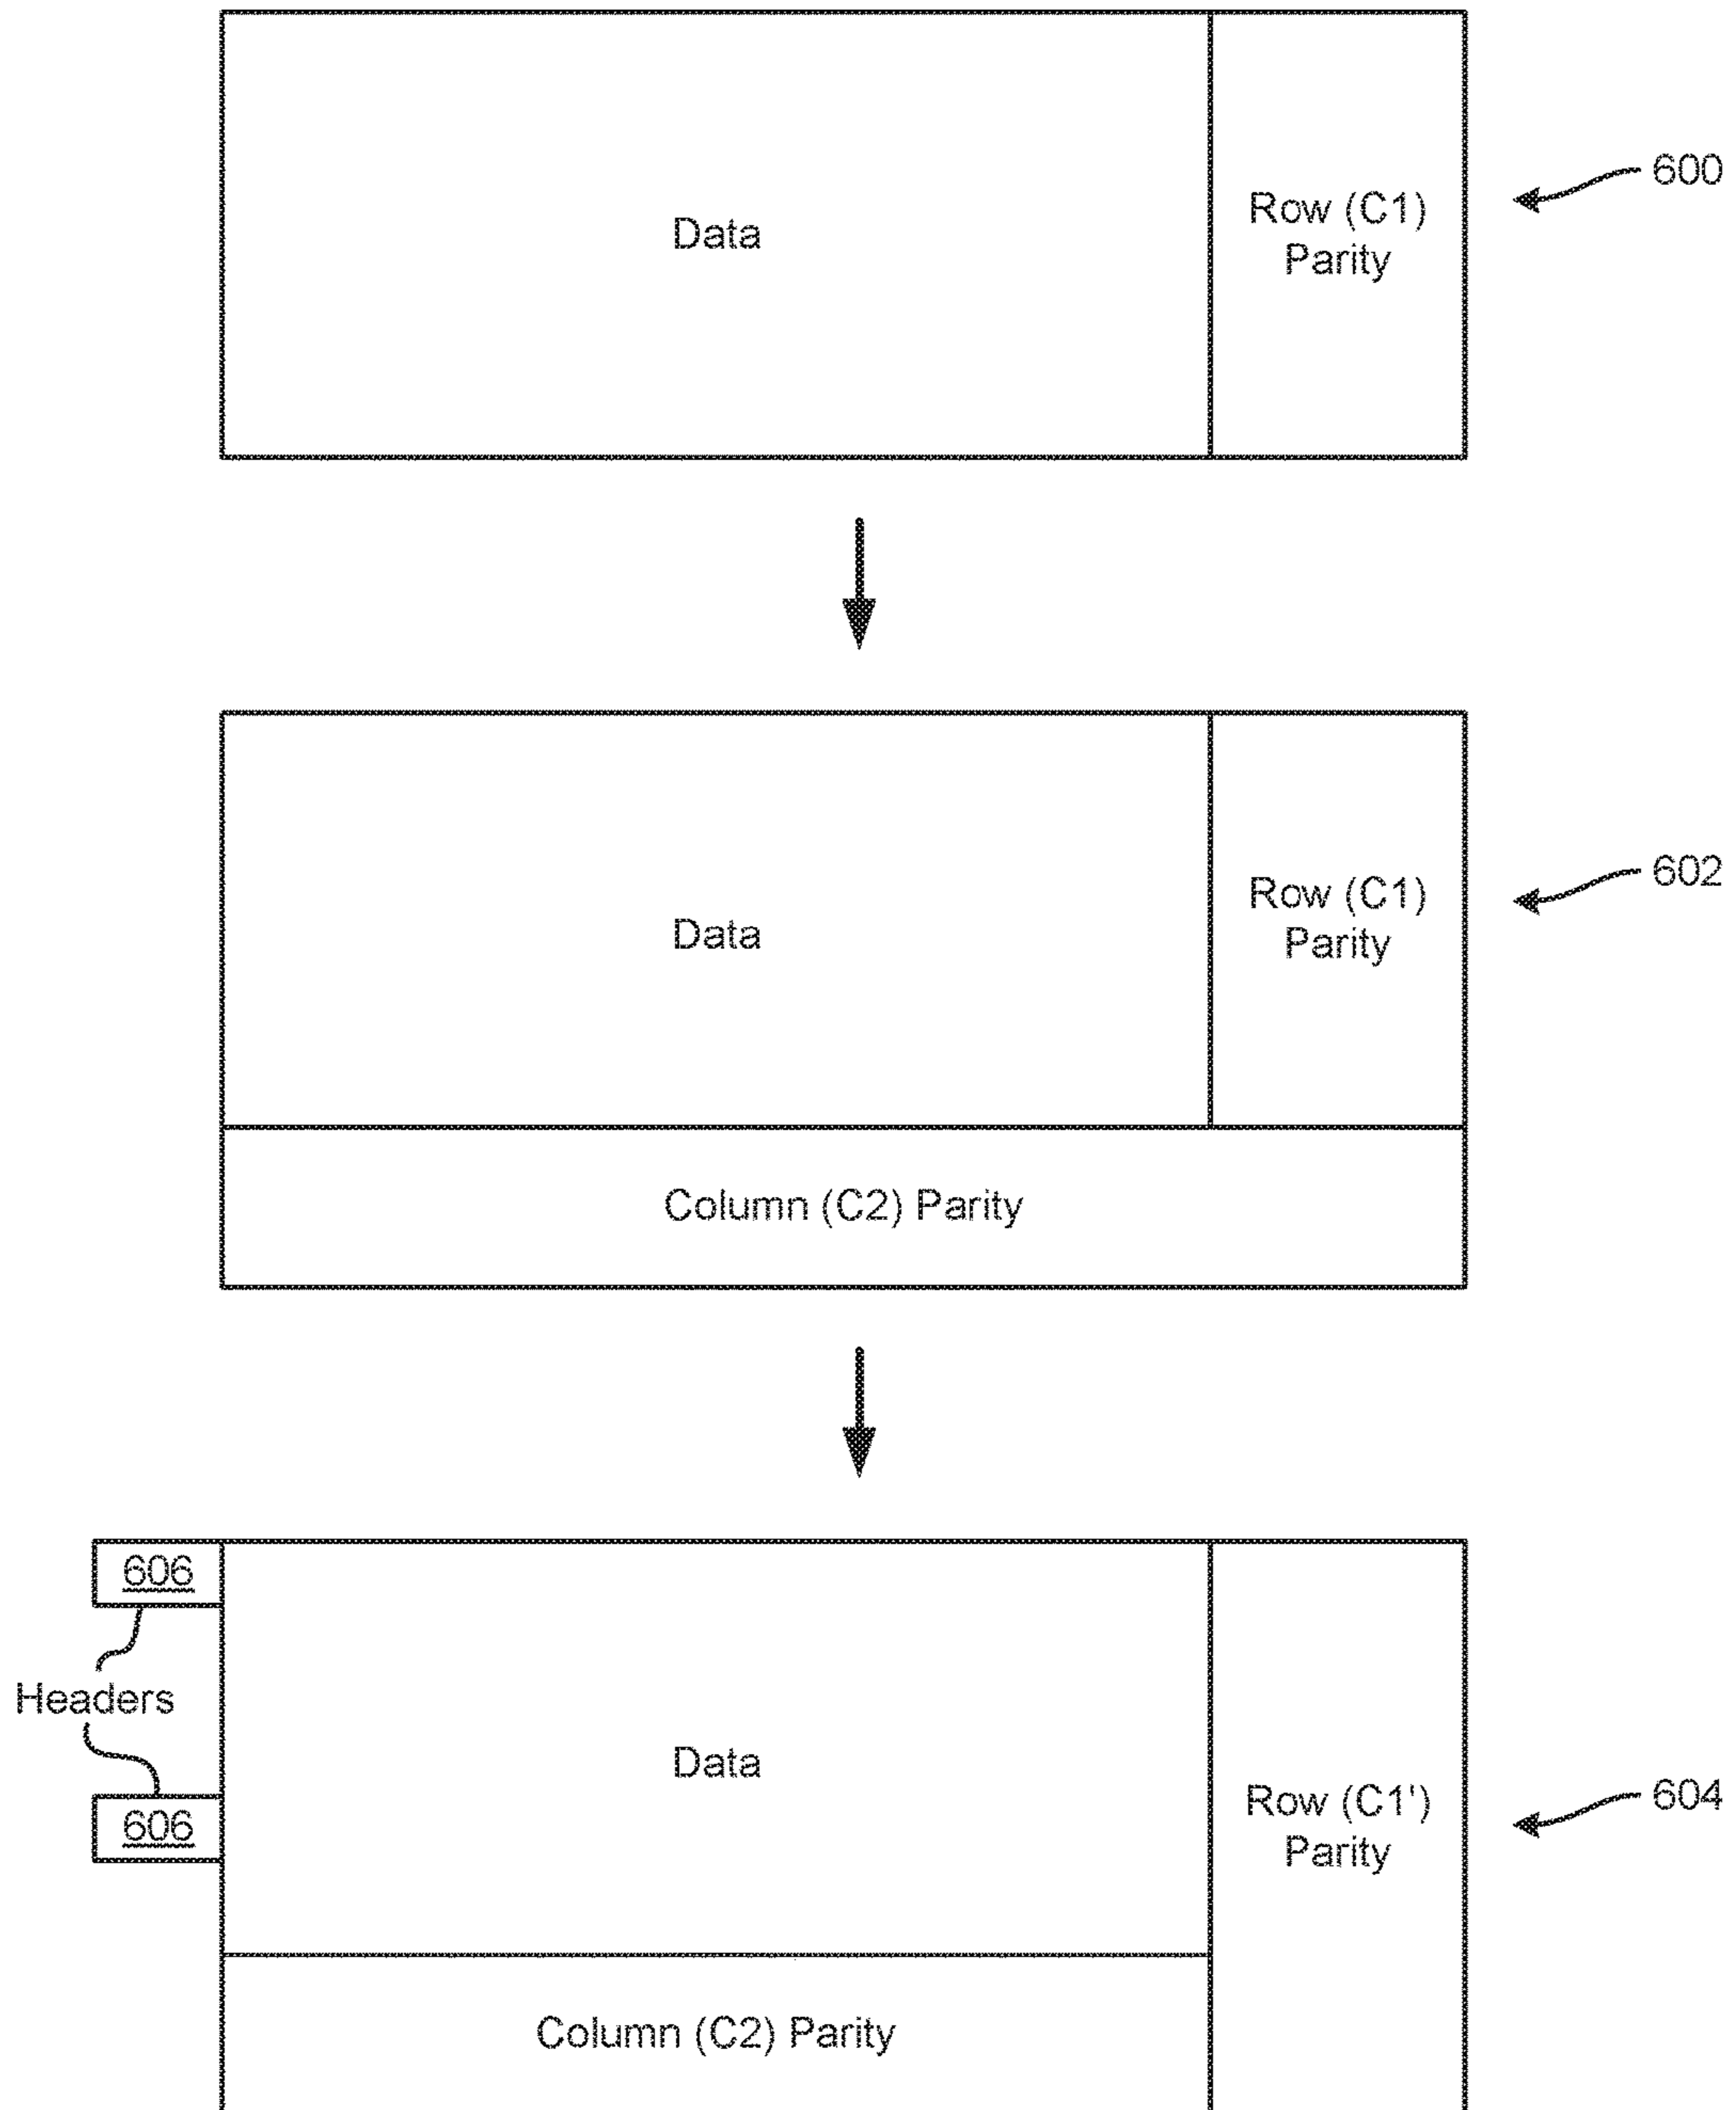 Data
Row (C1)
Parity
600
Data
Row (C1)
Parity
602
Column (C2) Parity
606
Headers
606
Data
Row (C1')
Parity
604
Column (C2) Parity